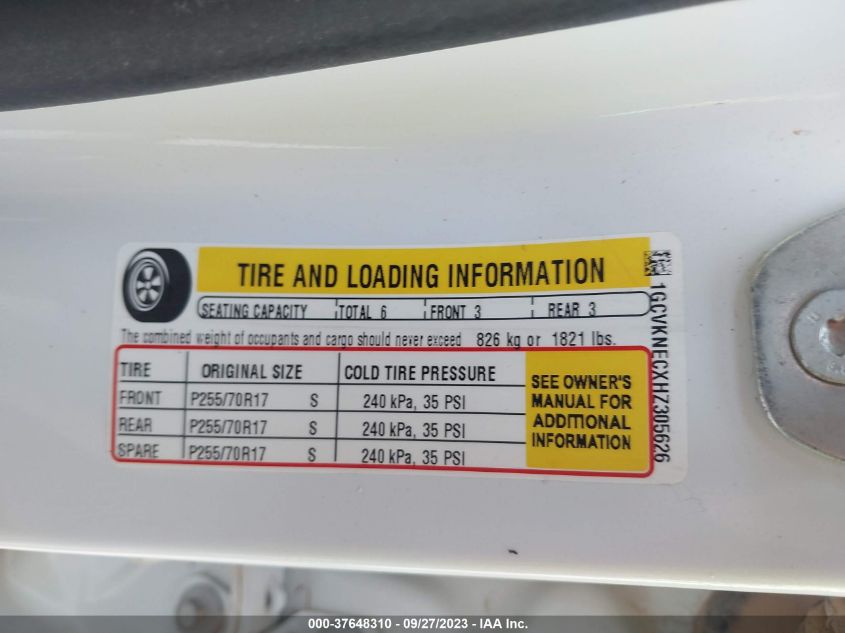 TIRE AND LOADING INFORMATION
SEATING CAPACITY TOTAL 6 FRONT 3 REAR 3
The combined weight of occupants and cargo should never exceed 826 kg or 1821 lbs.
TIRE ORIGINAL SIZE COLD TIRE PRESSURE
FRONT P255/70R17 S 240 kPa, 35 PSI
REAR P255/70R17 S 240 kPa, 35 PSI
SPARE P255/70R17 S 240 kPa, 35 PSI
SEE OWNER'S
MANUAL FOR
ADDITIONAL
INFORMATION
1GCVKNECXHZ305626
000-37648310 - 09/27/2023 - IAA Inc.